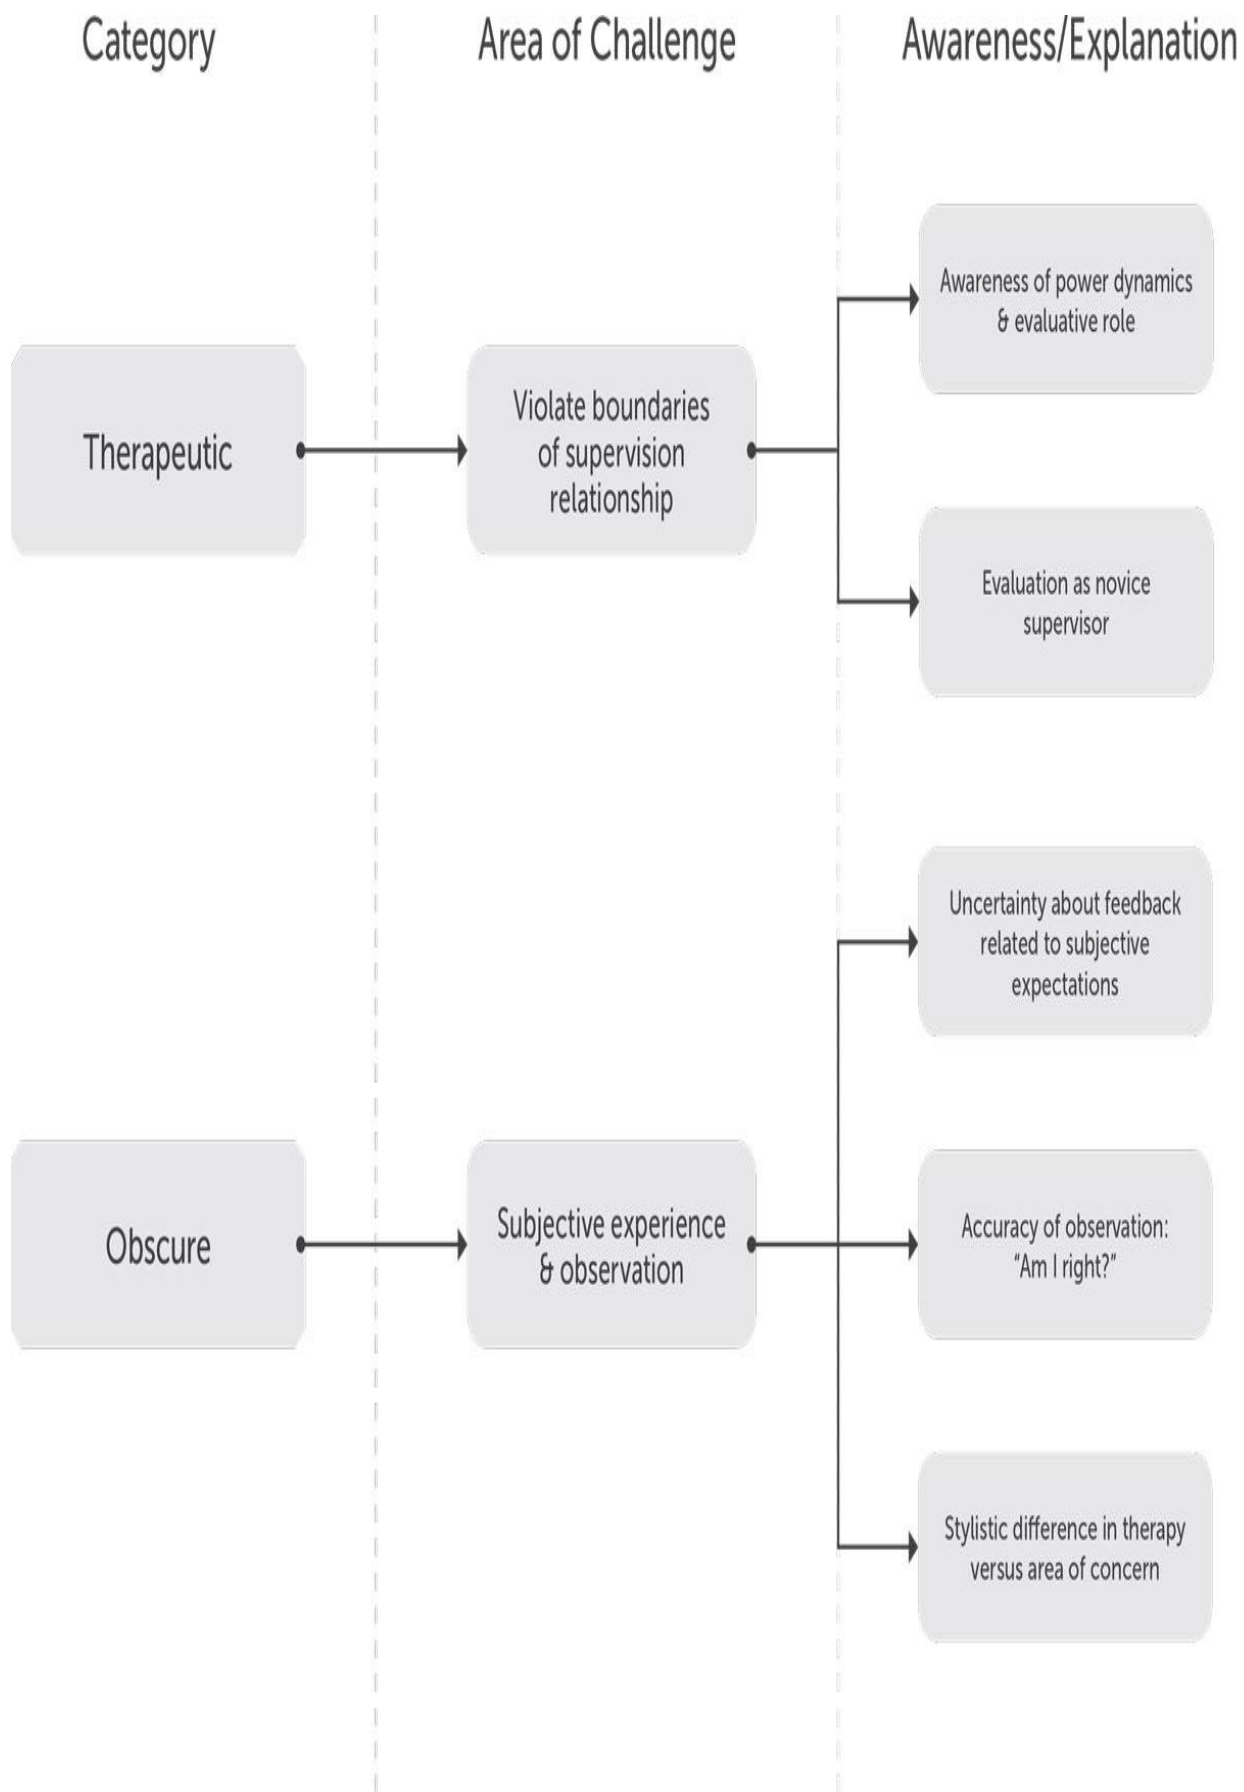 Category
Area of Challenge
Awareness/Explanation
Therapeutic
Violate boundaries
of supervision
relationship
Awareness of power dynamics
& evaluative role
Evaluation as novice
supervisor
Obscure
Subjective experience
& observation
Uncertainty about feedback
related to subjective
expectations
Accuracy of observation:
“Am I right?”
Stylistic difference in therapy
versus area of concern